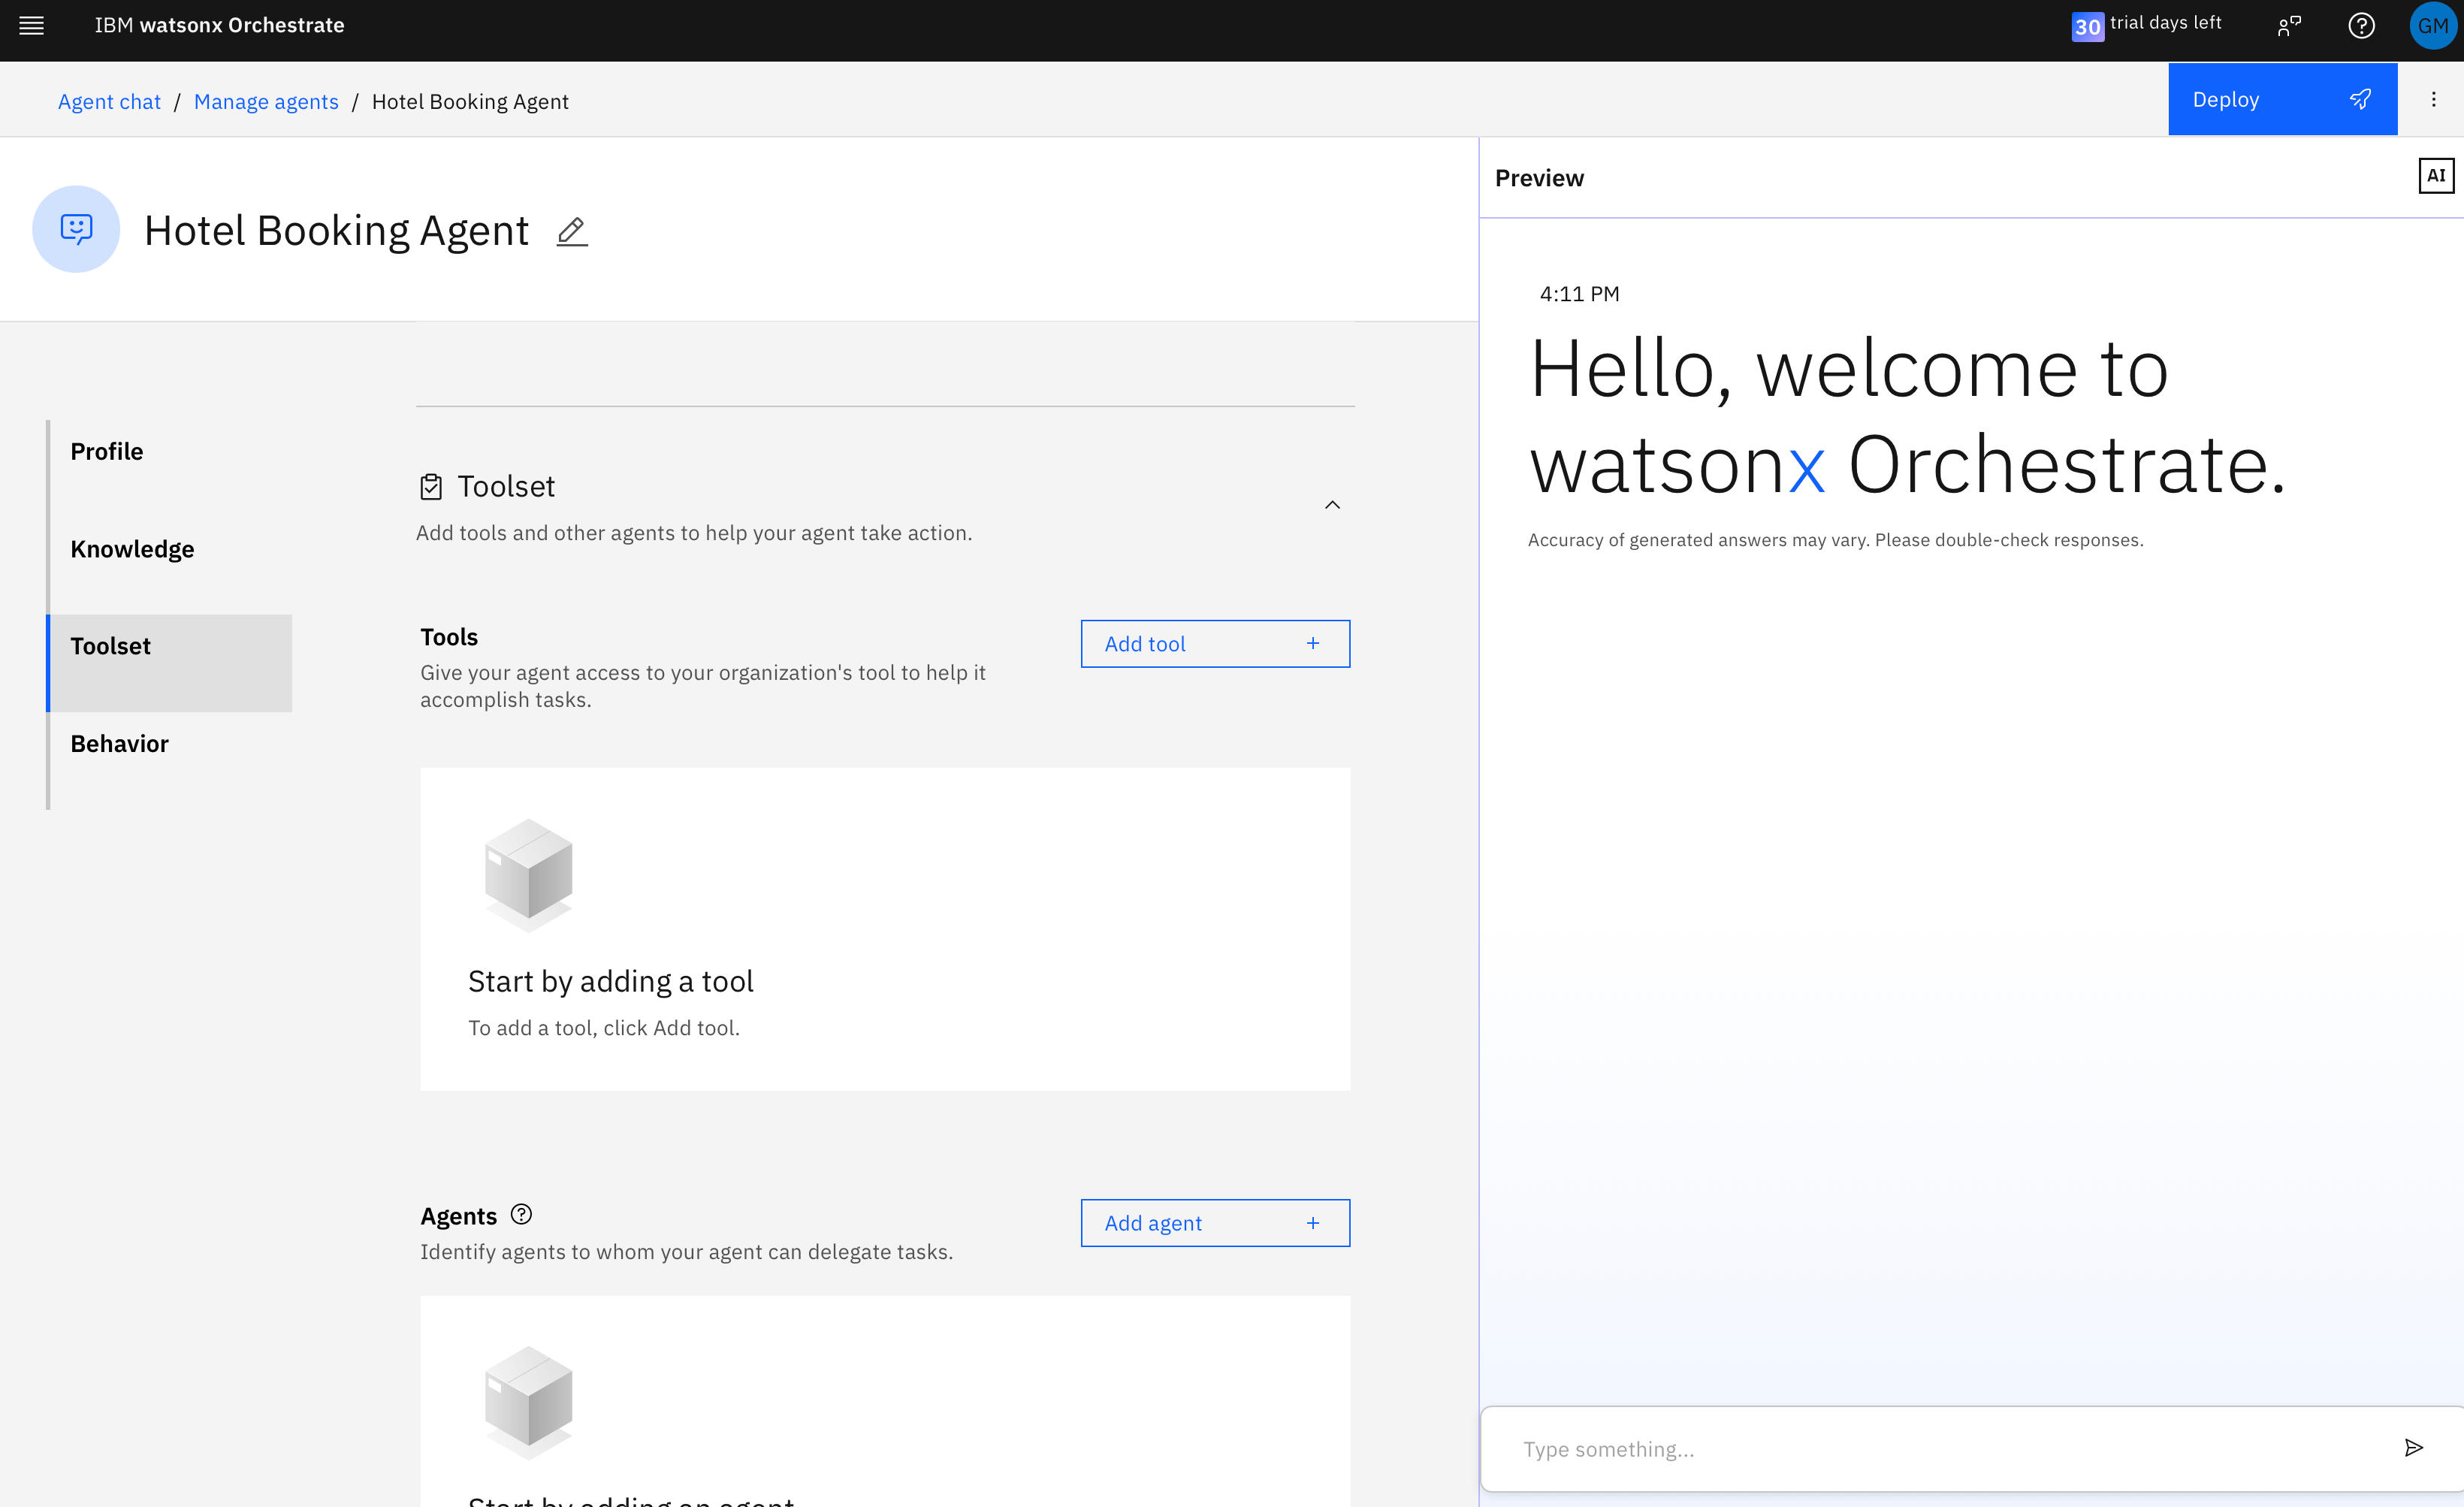 IBM watsonx Orchestrate
30 trial days left
GM
Agent chat / Manage agents / Hotel Booking Agent
Deploy
Hotel Booking Agent
Profile
Knowledge
Toolset
Behavior
Toolset
Add tools and other agents to help your agent take action.
Tools
Give your agent access to your organization's tool to help it
accomplish tasks.
Add tool +
Start by adding a tool
To add a tool, click Add tool.
Agents
Identify agents to whom your agent can delegate tasks.
Add agent +
Start by adding an agent
Preview
AI
4:11 PM
Hello, welcome to
watsonx Orchestrate.
Accuracy of generated answers may vary. Please double-check responses.
Type something...